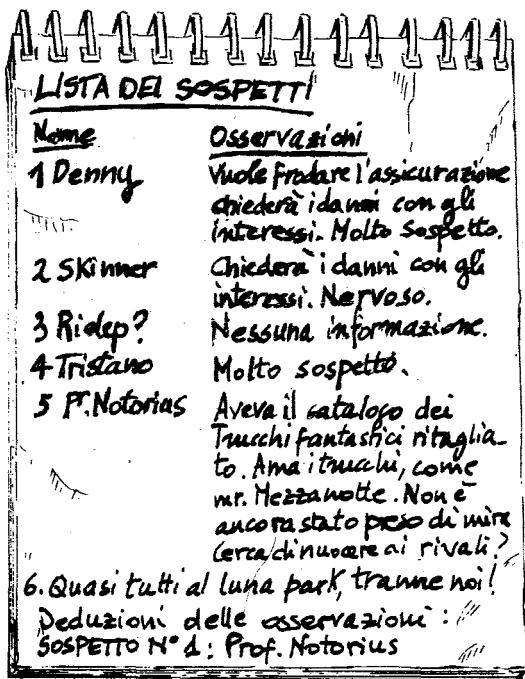 LISTA DEI SOSPETTI
Nome Osservazioni
1 Denny Vuole frodare l'assicurazione
chiederà i danni con gli
interessi. Molto sospetto.
2 Skinner Chiederà i danni con gli
interessi. Nervoso.
3 Ridep? Nessuna informazione.
4 Tristano Molto sospetto.
5 Pr. Notorius Aveva il catalogo dei
Trucchi fantastici ritaglia-
to. Ama i trucchi, come
mr. Mezzanotte. Non è
ancora stato preso di mira
Cerca di nuocere ai rivali?
6. Quasi tutti al luna park, tranne noi!
Deduzioni delle osservazioni:
SOSPETTO N° 1: Prof. Notorius